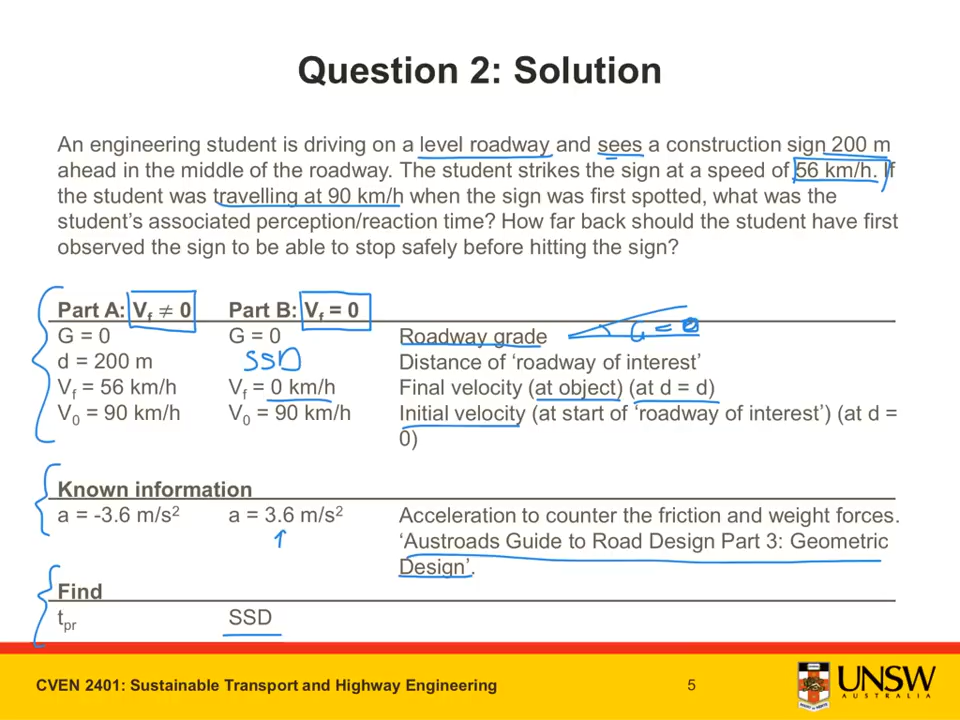 Question 2: Solution
An engineering student is driving on a level roadway and sees a construction sign 200 m
ahead in the middle of the roadway. The student strikes the sign at a speed of 56 km/h. If
the student was travelling at 90 km/h when the sign was first spotted, what was the
student's associated perception/reaction time? How far back should the student have first
observed the sign to be able to stop safely before hitting the sign?
Part A: Vf ≠ 0 Part B: Vf = 0
G = 0 G = 0 Roadway grade G = 0
d = 200 m SSD Distance of 'roadway of interest'
Vf = 56 km/h Vf = 0 km/h Final velocity (at object) (at d = d)
V0 = 90 km/h V0 = 90 km/h Initial velocity (at start of 'roadway of interest') (at d =
0)
Known information
a = -3.6 m/s2 a = 3.6 m/s2 Acceleration to counter the friction and weight forces.
'Austroads Guide to Road Design Part 3: Geometric
Design'.
Find
tpr SSD
CVEN 2401: Sustainable Transport and Highway Engineering 5 UNSW
AUSTRALIA